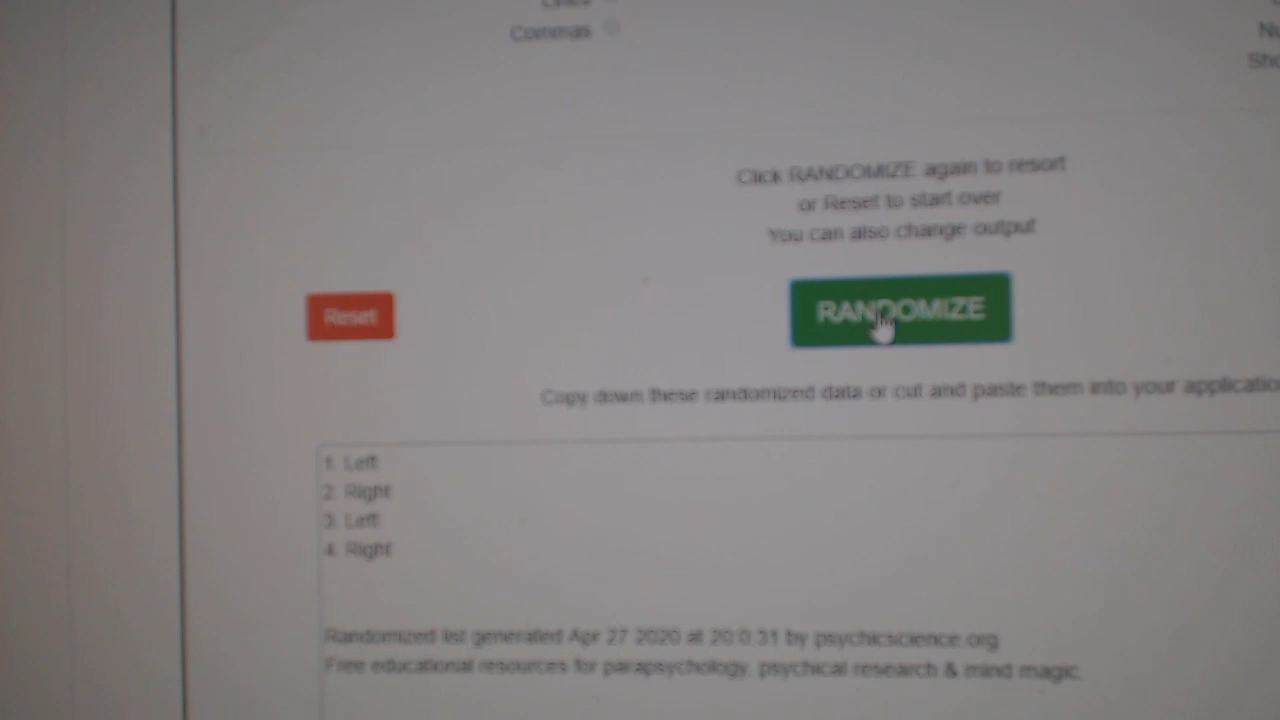 Commas
Click RANDOMIZE again to resort
or Reset to start over
You can also change output
Reset
RANDOMIZE
Copy down these randomized data or cut and paste them into your
1. Left
2. Right
3. Left
4. Right
Randomized list generated Apr 27 2020 at 20:0:31 by psychicscience.org
Free educational resources for parapsychology, psychical research & mind magic.